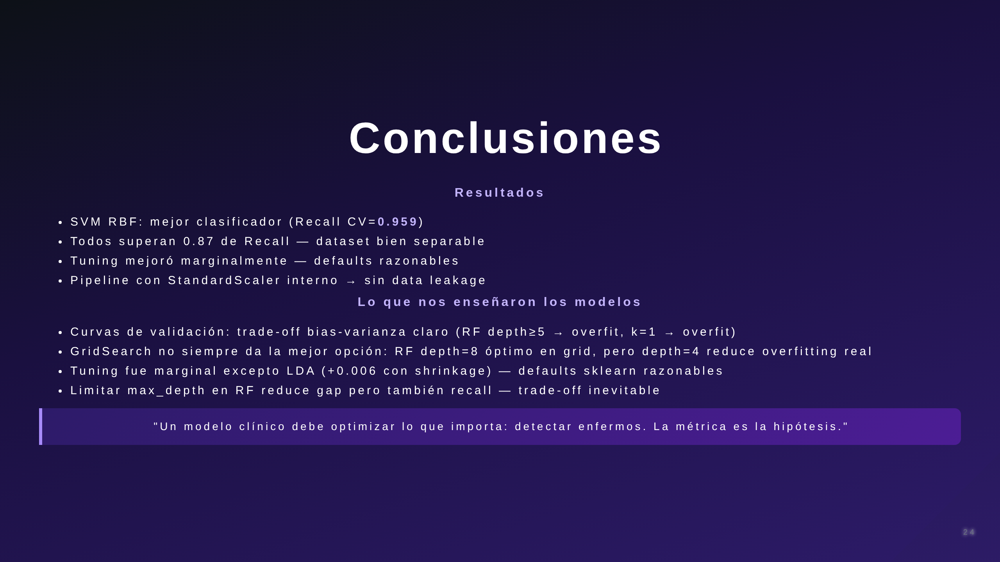 Conclusiones
Resultados
• SVM RBF: mejor clasificador (Recall CV=0.959)
• Todos superan 0.87 de Recall — dataset bien separable
• Tuning mejoró marginalmente — defaults razonables
• Pipeline con StandardScaler interno → sin data leakage
Lo que nos enseñaron los modelos
• Curvas de validación: trade-off bias-varianza claro (RF depth≥5 → overfit, k=1 → overfit)
• GridSearch no siempre da la mejor opción: RF depth=8 óptimo en grid, pero depth=4 reduce overfitting real
• Tuning fue marginal excepto LDA (+0.006 con shrinkage) — defaults sklearn razonables
• Limitar max_depth en RF reduce gap pero también recall — trade-off inevitable
"Un modelo clínico debe optimizar lo que importa: detectar enfermos. La métrica es la hipótesis."
24